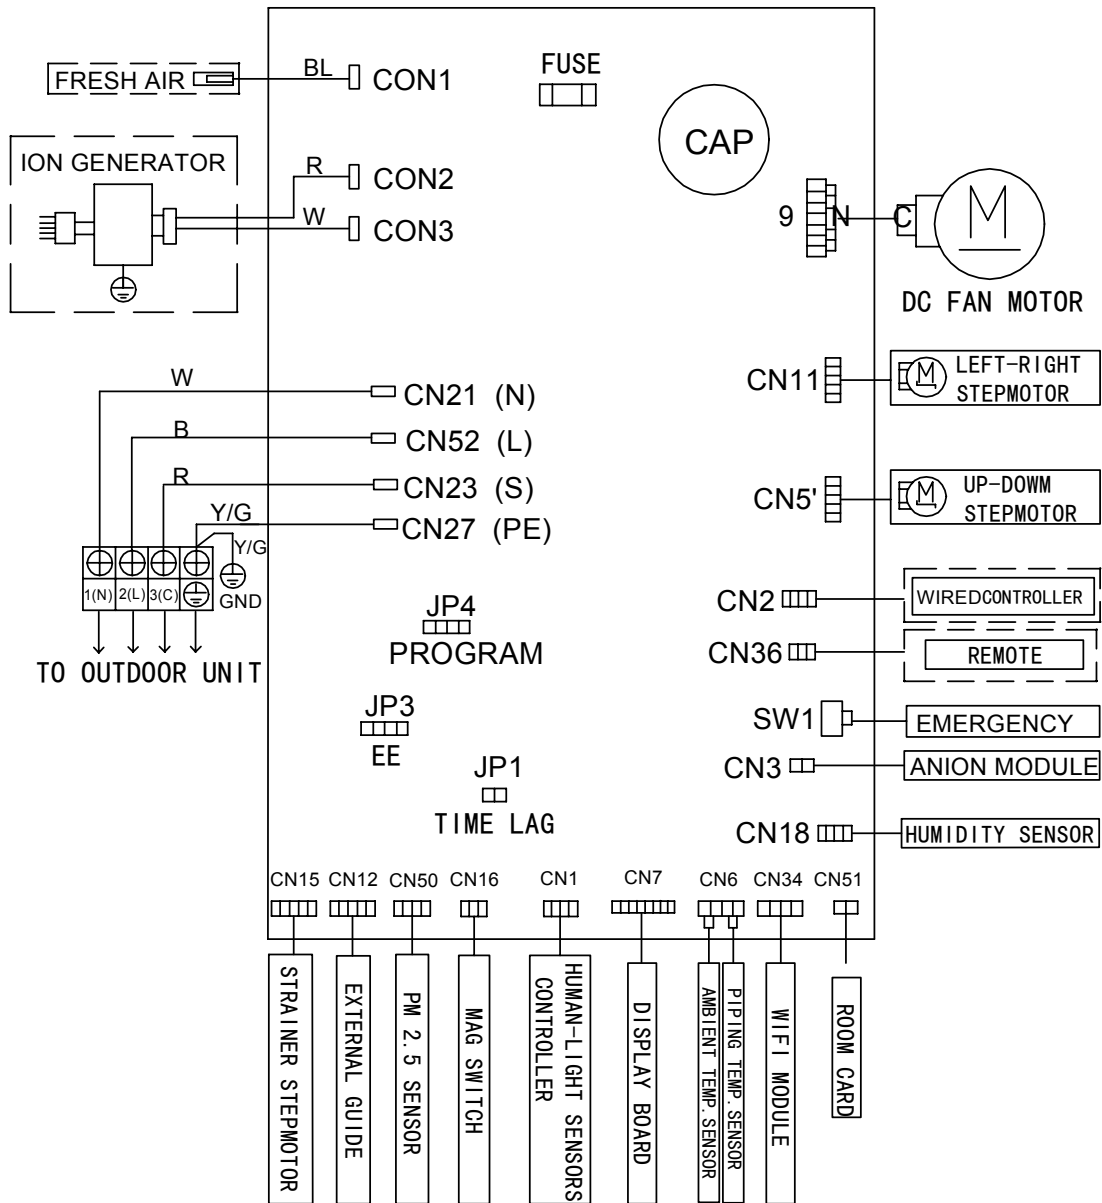 FRESH AIR
BL
CON1
FUSE
CAP
ION GENERATOR
R
CON2
W
CON3
9
N
C
M
DC FAN MOTOR
W
CN21 (N)
B
CN52 (L)
R
CN23 (S)
Y/G
CN27 (PE)
Y/G
GND
1(N)
2(L)
3(C)
TO OUTDOOR UNIT
CN11
M
LEFT-RIGHT
STEPMOTOR
CN5'
M
UP-DOWM
STEPMOTOR
CN2
WIREDCONTROLLER
CN36
REMOTE
SW1
EMERGENCY
CN3
ANION MODULE
CN18
HUMIDITY SENSOR
JP4
PROGRAM
JP3
EE
JP1
TIME LAG
CN15
CN12
CN50
CN16
CN1
CN7
CN6
CN34
CN51
STRAINER STEPMOTOR
EXTERNAL GUIDE
PM 2.5 SENSOR
MAG SWITCH
HUMAN-LIGHT SENSORS
CONTROLLER
DISPLAY BOARD
AMBIENT TEMP.SENSOR
PIPING TEMP.SENSOR
WIFI MODULE
ROOM CARD